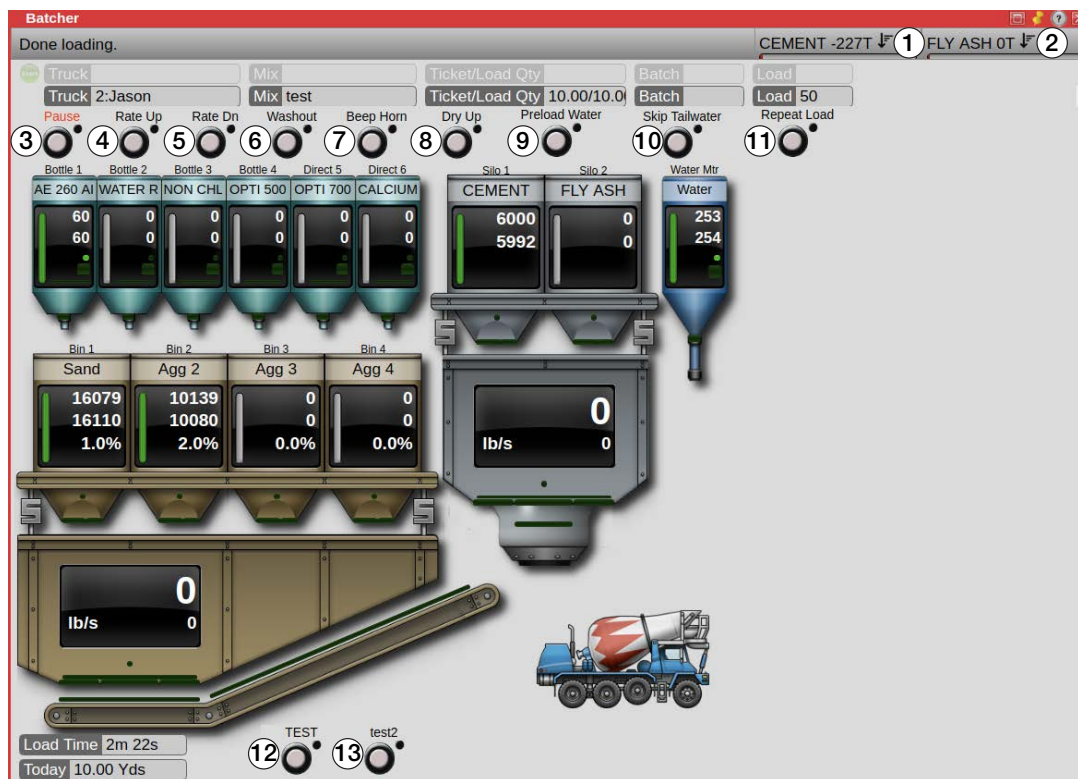 Batcher
Done loading.
CEMENT -227T 1 FLY ASH 0T 2
Truck Mix Ticket/Load Qty Batch Load
Truck 2:Jason Mix test Ticket/Load Qty 10.00/10.0 Batch Load 50
Pause Rate Up Rate Dn Washout Beep Horn Dry Up Preload Water Skip Tailwater Repeat Load
3 4 5 6 7 8 9 10 11
Bottle 1 Bottle 2 Bottle 3 Bottle 4 Direct 5 Direct 6 Silo 1 Silo 2 Water Mtr
AE 260 AI WATER R NON CHL OPTI 500 OPTI 700 CALCIUM CEMENT FLY ASH Water
60 0 0 0 0 0 6000 0 253
60 0 0 0 0 0 5992 0 254
Bin 1 Bin 2 Bin 3 Bin 4
Sand Agg 2 Agg 3 Agg 4
16079 10139 0 0
16110 10080 0 0
1.0% 2.0% 0.0% 0.0%
0
lb/s 0
0
lb/s 0
TEST test2
12 13
Load Time 2m 22s
Today 10.00 Yds